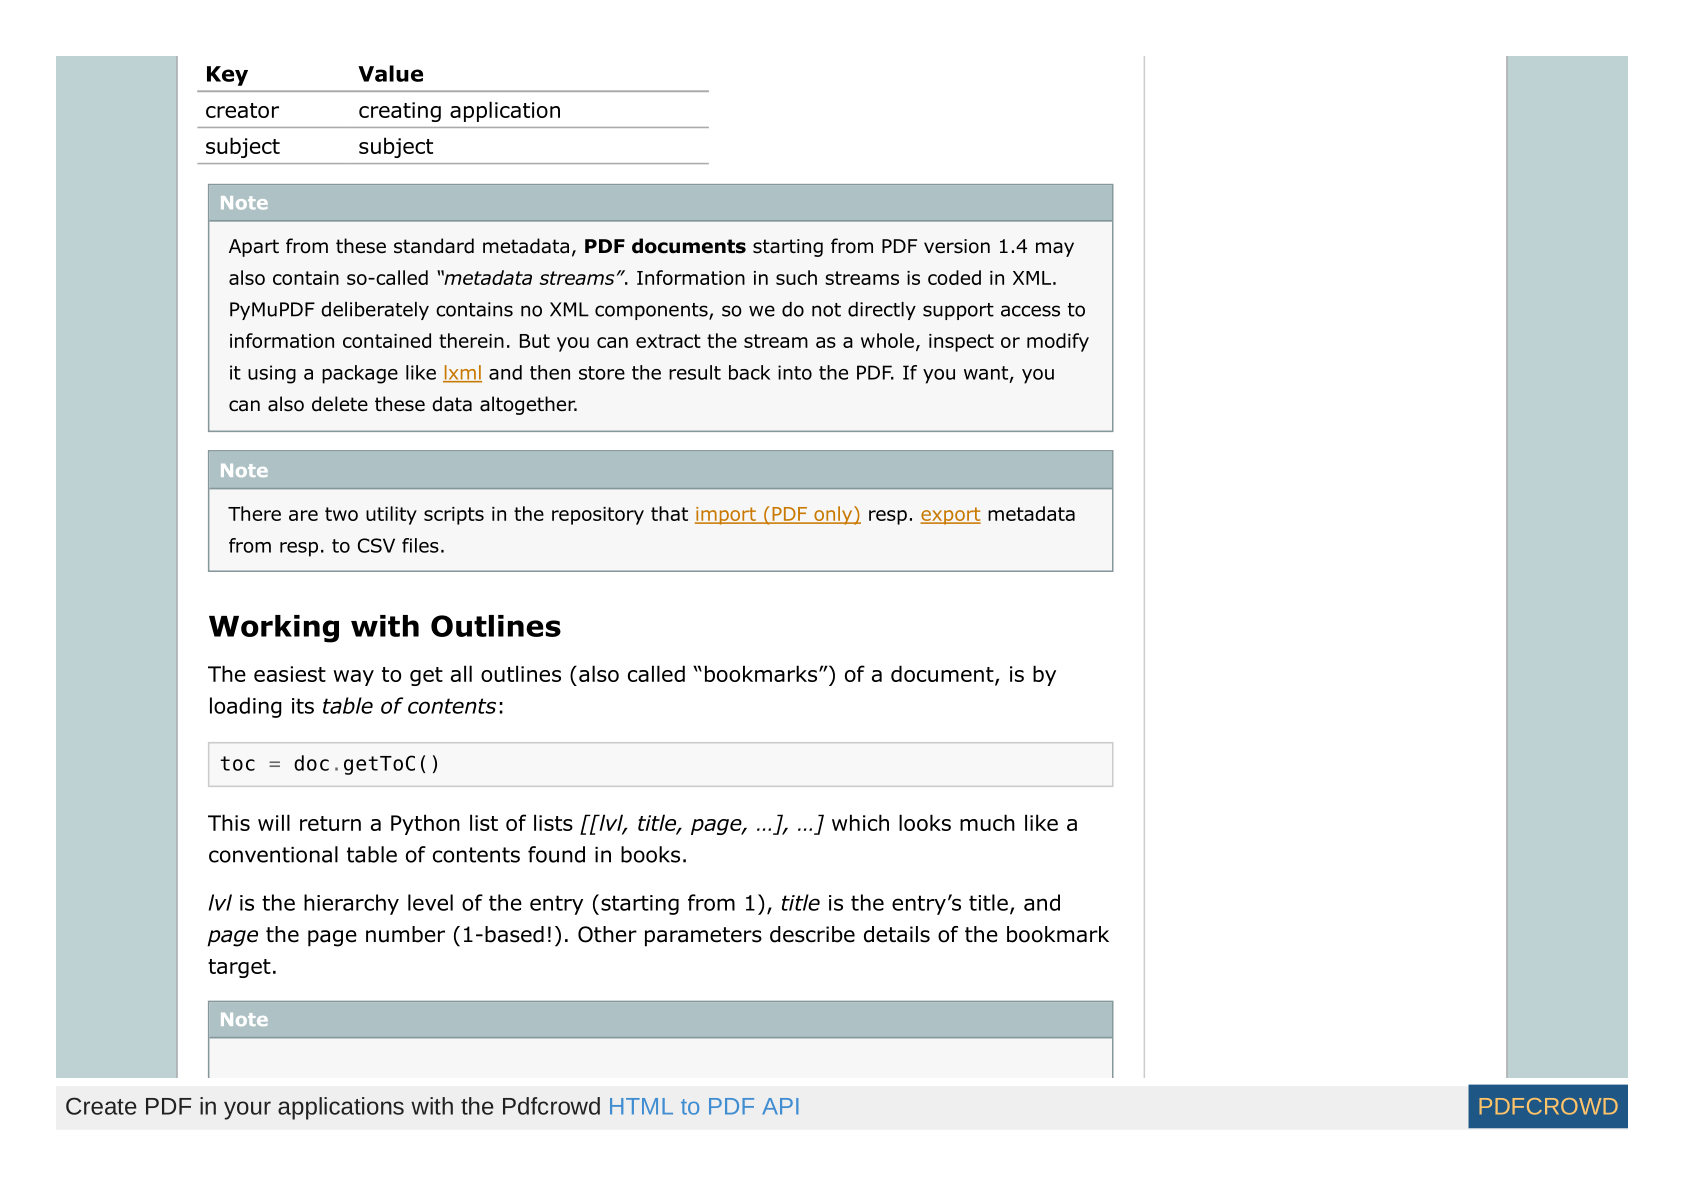 Key Value
creator creating application
subject subject
Note
Apart from these standard metadata, PDF documents starting from PDF version 1.4 may
also contain so-called “metadata streams”. Information in such streams is coded in XML.
PyMuPDF deliberately contains no XML components, so we do not directly support access to
information contained therein. But you can extract the stream as a whole, inspect or modify
it using a package like lxml and then store the result back into the PDF. If you want, you
can also delete these data altogether.
Note
There are two utility scripts in the repository that import (PDF only) resp. export metadata
from resp. to CSV files.
Working with Outlines
The easiest way to get all outlines (also called “bookmarks”) of a document, is by
loading its table of contents:
toc = doc.getToC()
This will return a Python list of lists [[lvl, title, page, …], …] which looks much like a
conventional table of contents found in books.
lvl is the hierarchy level of the entry (starting from 1), title is the entry’s title, and
page the page number (1-based!). Other parameters describe details of the bookmark
target.
Note
Create PDF in your applications with the Pdfcrowd HTML to PDF API PDFCROWD